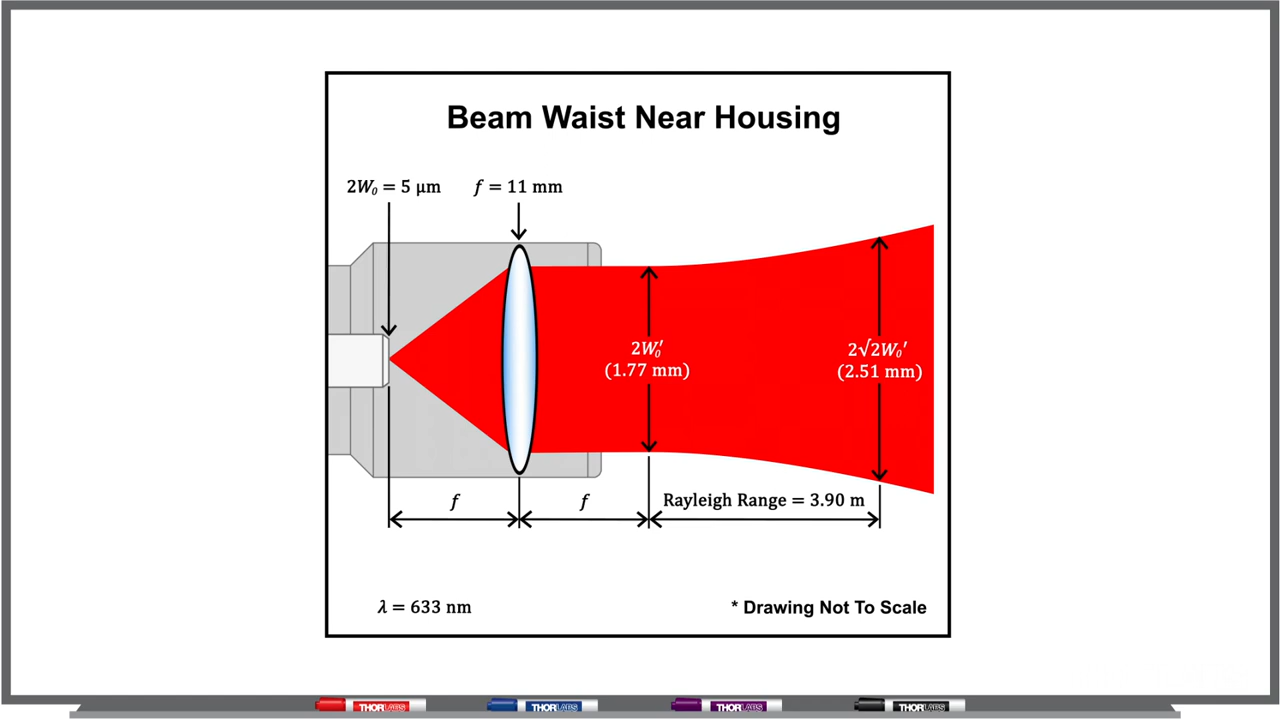 Beam Waist Near Housing
2W₀ = 5 μm
f = 11 mm
2W₀′
(1.77 mm)
2√2W₀′
(2.51 mm)
f
f
Rayleigh Range = 3.90 m
λ = 633 nm
* Drawing Not To Scale
THORLABS
THORLABS
THORLABS
THORLABS